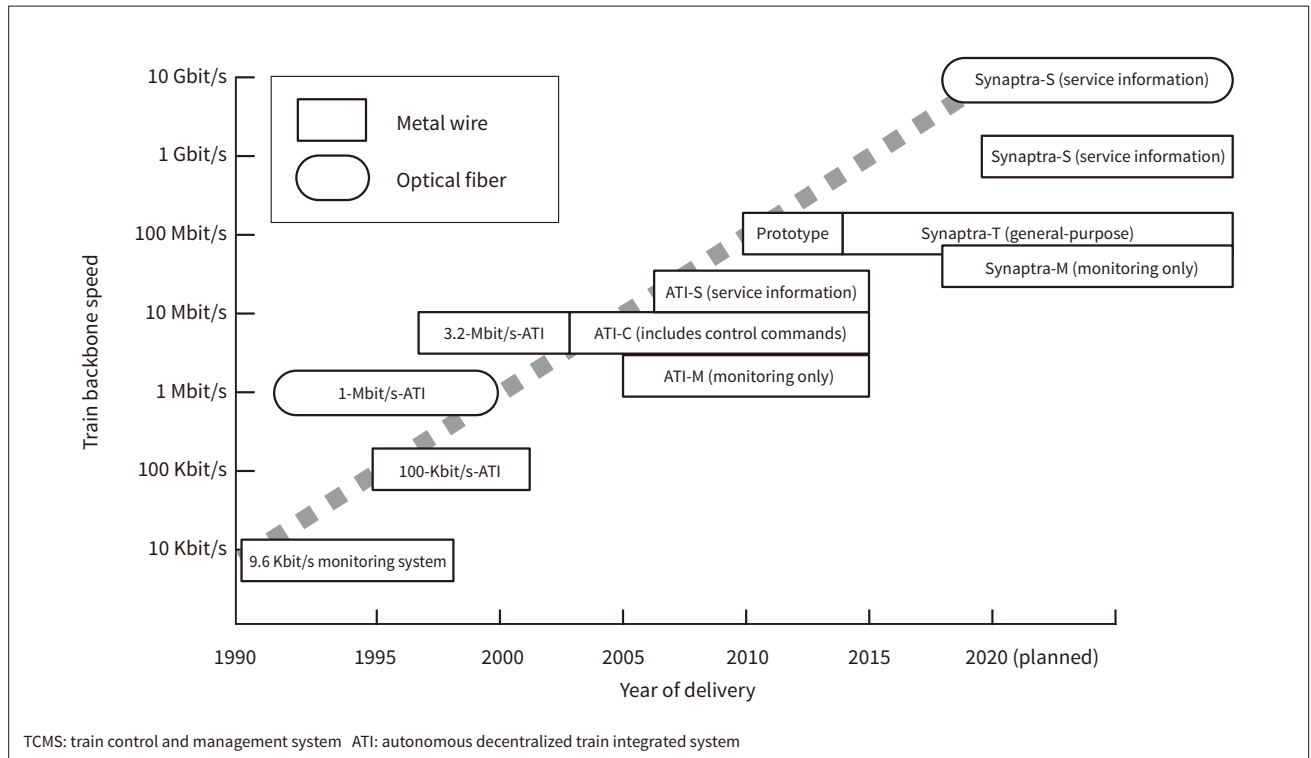 10 Gbit/s
1 Gbit/s
100 Mbit/s
10 Mbit/s
1 Mbit/s
100 Kbit/s
10 Kbit/s
Train backbone speed
Metal wire
Optical fiber
Synaptra-S (service information)
Synaptra-S (service information)
Prototype
Synaptra-T (general-purpose)
Synaptra-M (monitoring only)
ATI-S (service information)
3.2-Mbit/s-ATI
ATI-C (includes control commands)
ATI-M (monitoring only)
1-Mbit/s-ATI
100-Kbit/s-ATI
9.6 Kbit/s monitoring system
1990
1995
2000
2005
2010
2015
2020 (planned)
Year of delivery
TCMS: train control and management system ATI: autonomous decentralized train integrated system